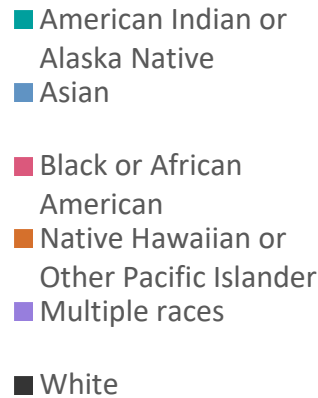 American Indian or
Alaska Native
Asian
Black or African
American
Native Hawaiian or
Other Pacific Islander
Multiple races
White